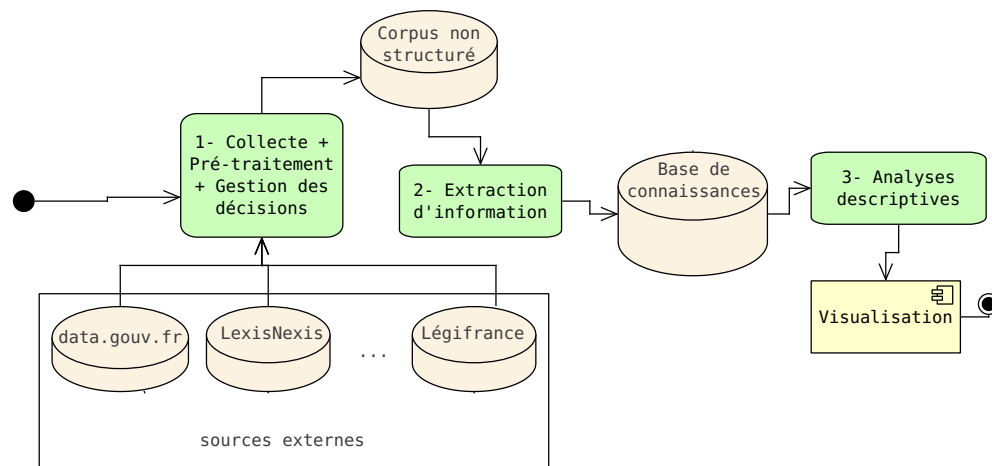 Corpus non
structuré
1- Collecte +
Pré-traitement
+ Gestion des
décisions
2- Extraction
d'information
Base de
connaissances
3- Analyses
descriptives
Visualisation
data.gouv.fr
LexisNexis
...
Légifrance
sources externes